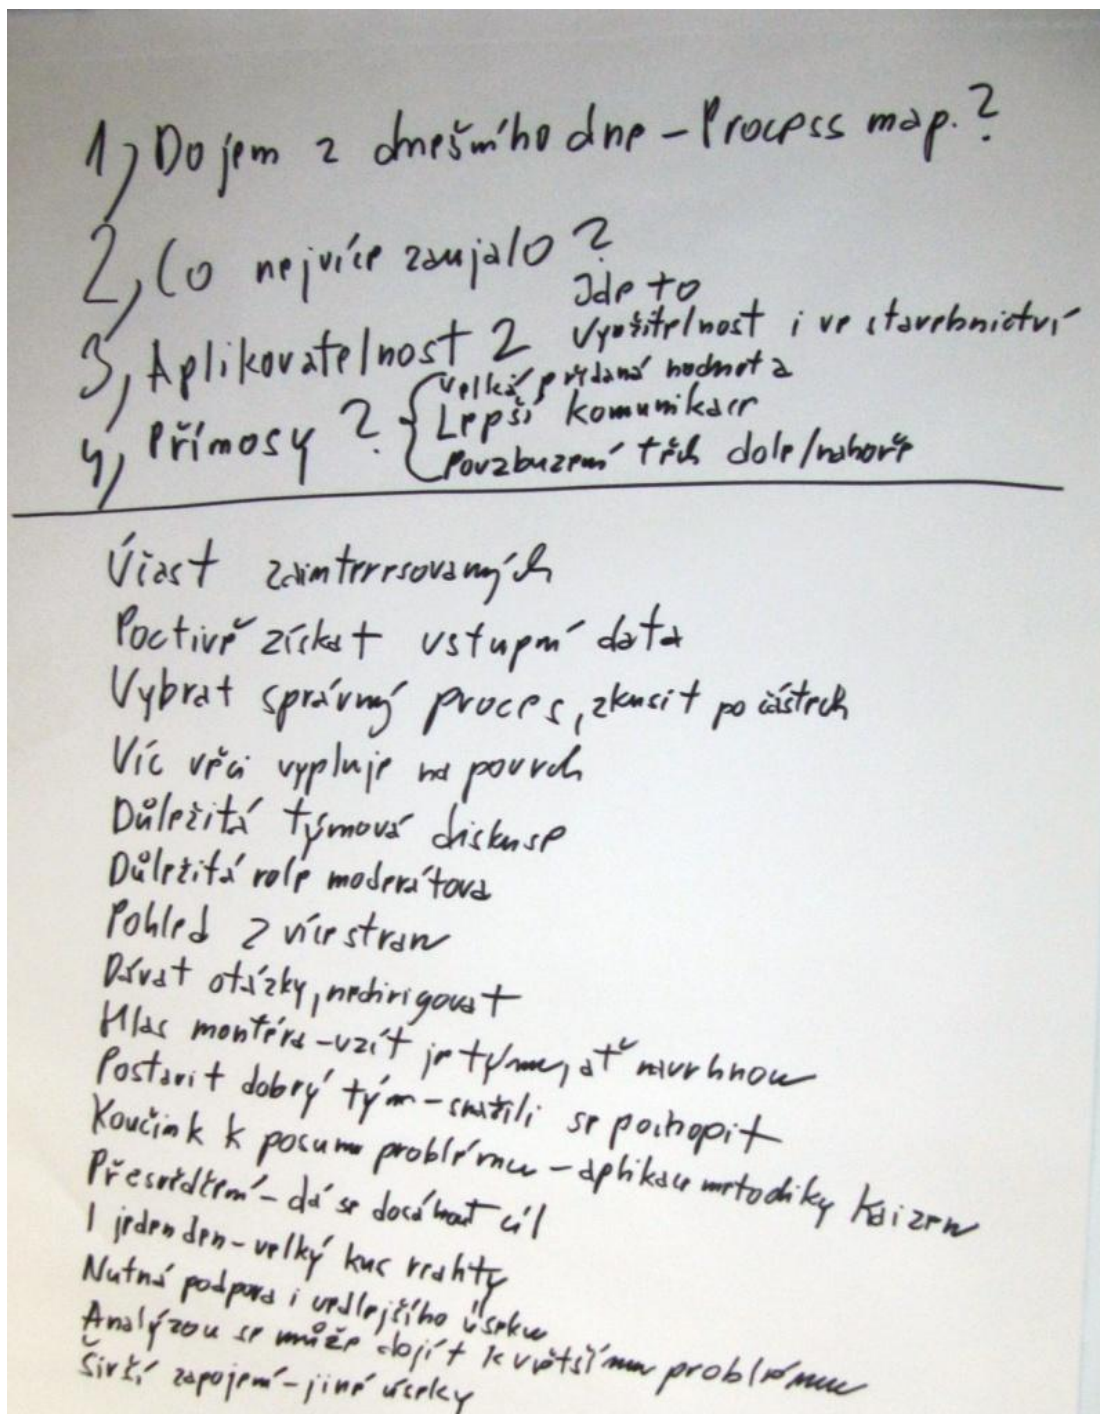 1, Dojem z dnešního dne – Process map.?
2, Co nejvíce zaujalo ?
Jde to
3, Aplikovatelnost ? Využitelnost i ve stavebnictví
velká přidaná hodnota
4, Přínosy ? Lepší komunikace
Povzbuzení těch dole/nahoře
Účast zainteresovaných
Poctivě získat vstupní data
Vybrat správný proces, zkusit po částech
Víc věcí vypluje na povrch
Důležitá týmová diskuse
Důležitá role moderátora
Pohled z více stran
Dávat otázky, nedirigovat
Hlas montéra – vzít je týmu, ať navrhnou
Postavit dobrý tým – snažili se pochopit
Koučink k posunu problému – aplikace metodiky Kaizen
Přesvědčení – dá se dosáhnout cíl
I jeden den – velký kus reality
Nutná podpora i vedlejšího úseku
Analýzou se může dojít k většímu problému
Širší zapojení – jiné úseky